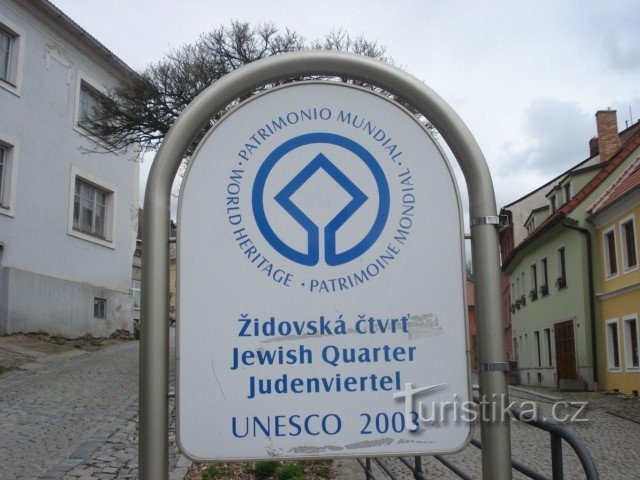 · PATRIMONIO MUNDIAL ·
WORLD HERITAGE ·
PATRIMOINE MONDIAL ·
Židovská čtvrť
Jewish Quarter
Judenviertel
UNESCO 2003
Turistika.cz